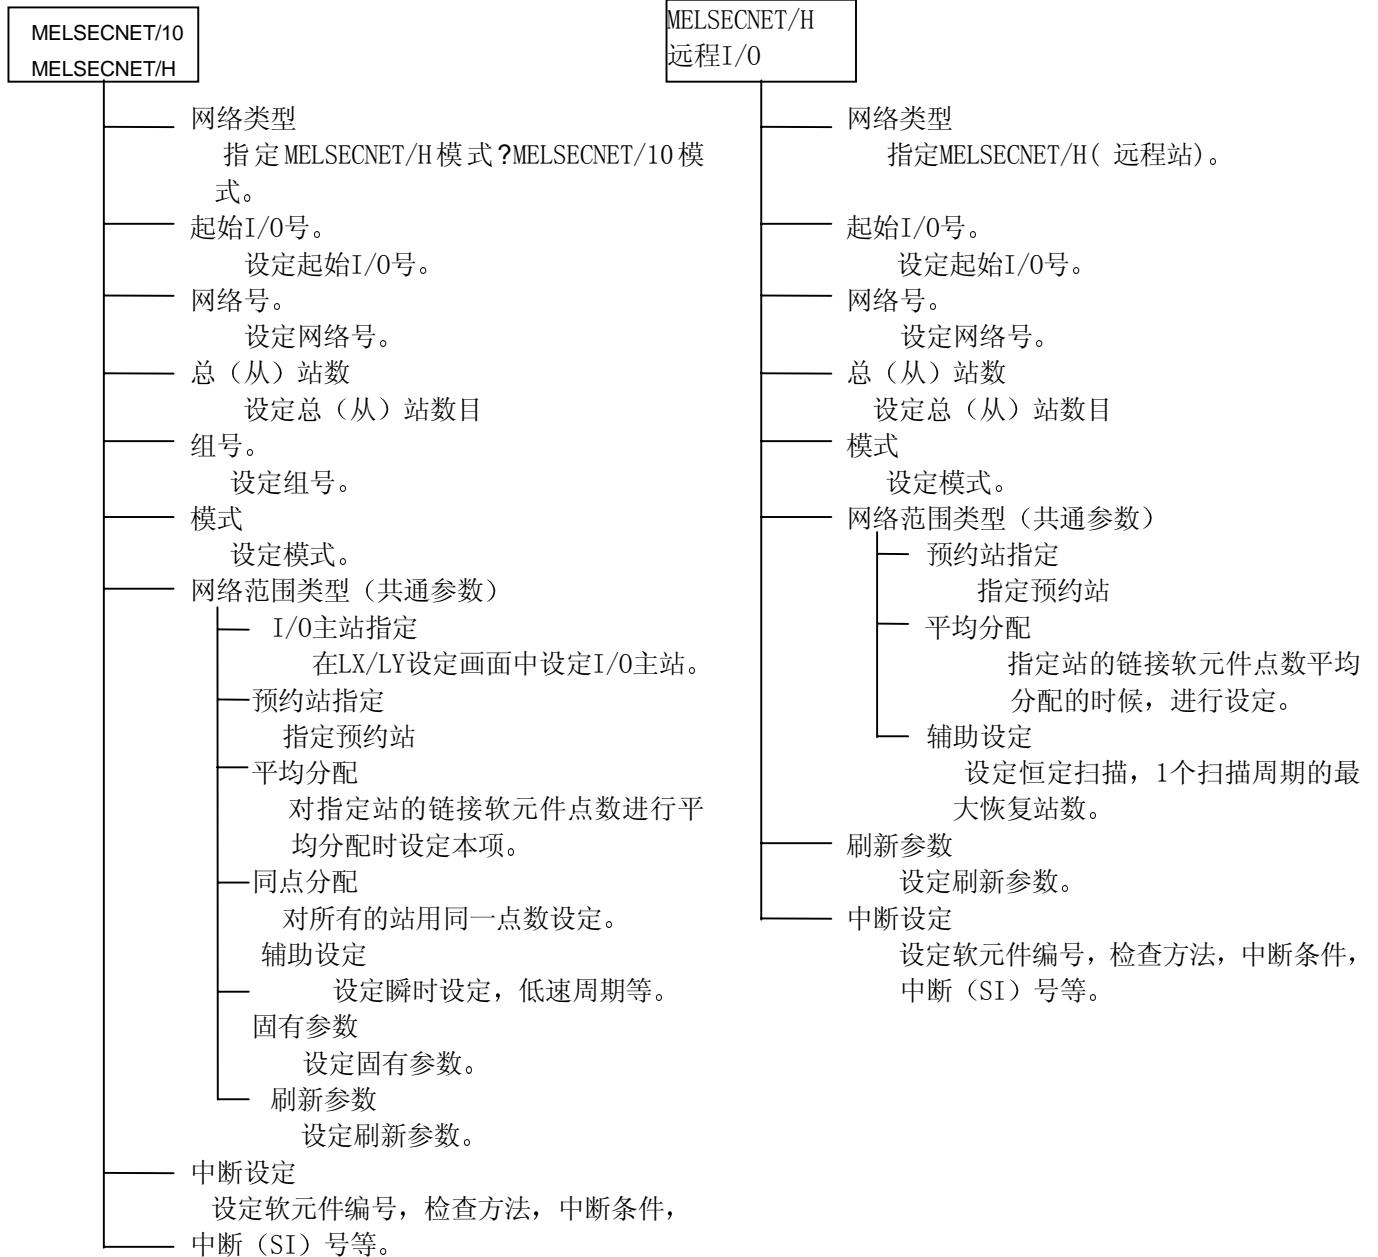 MELSECNET/10
MELSECNET/H
网络类型
指定MELSECNET/H模式?MELSECNET/10模
式。
起始I/O号。
设定起始I/O号。
网络号。
设定网络号。
总（从）站数
设定总（从）站数目
组号。
设定组号。
模式
设定模式。
网络范围类型（共通参数）
I/O主站指定
在LX/LY设定画面中设定I/O主站。
预约站指定
指定预约站
平均分配
对指定站的链接软元件点数进行平
均分配时设定本项。
同点分配
对所有的站用同一点数设定。
辅助设定
设定瞬时设定，低速周期等。
固有参数
设定固有参数。
刷新参数
设定刷新参数。
中断设定
设定软元件编号，检查方法，中断条件，
中断（SI）号等。
MELSECNET/H
远程I/O
网络类型
指定MELSECNET/H( 远程站)。
起始I/O号。
设定起始I/O号。
网络号。
设定网络号。
总（从）站数
设定总（从）站数目
模式
设定模式。
网络范围类型（共通参数）
预约站指定
指定预约站
平均分配
指定站的链接软元件点数平均
分配的时候，进行设定。
辅助设定
设定恒定扫描，1个扫描周期的最
大恢复站数。
刷新参数
设定刷新参数。
中断设定
设定软元件编号，检查方法，中断条件，
中断（SI）号等。